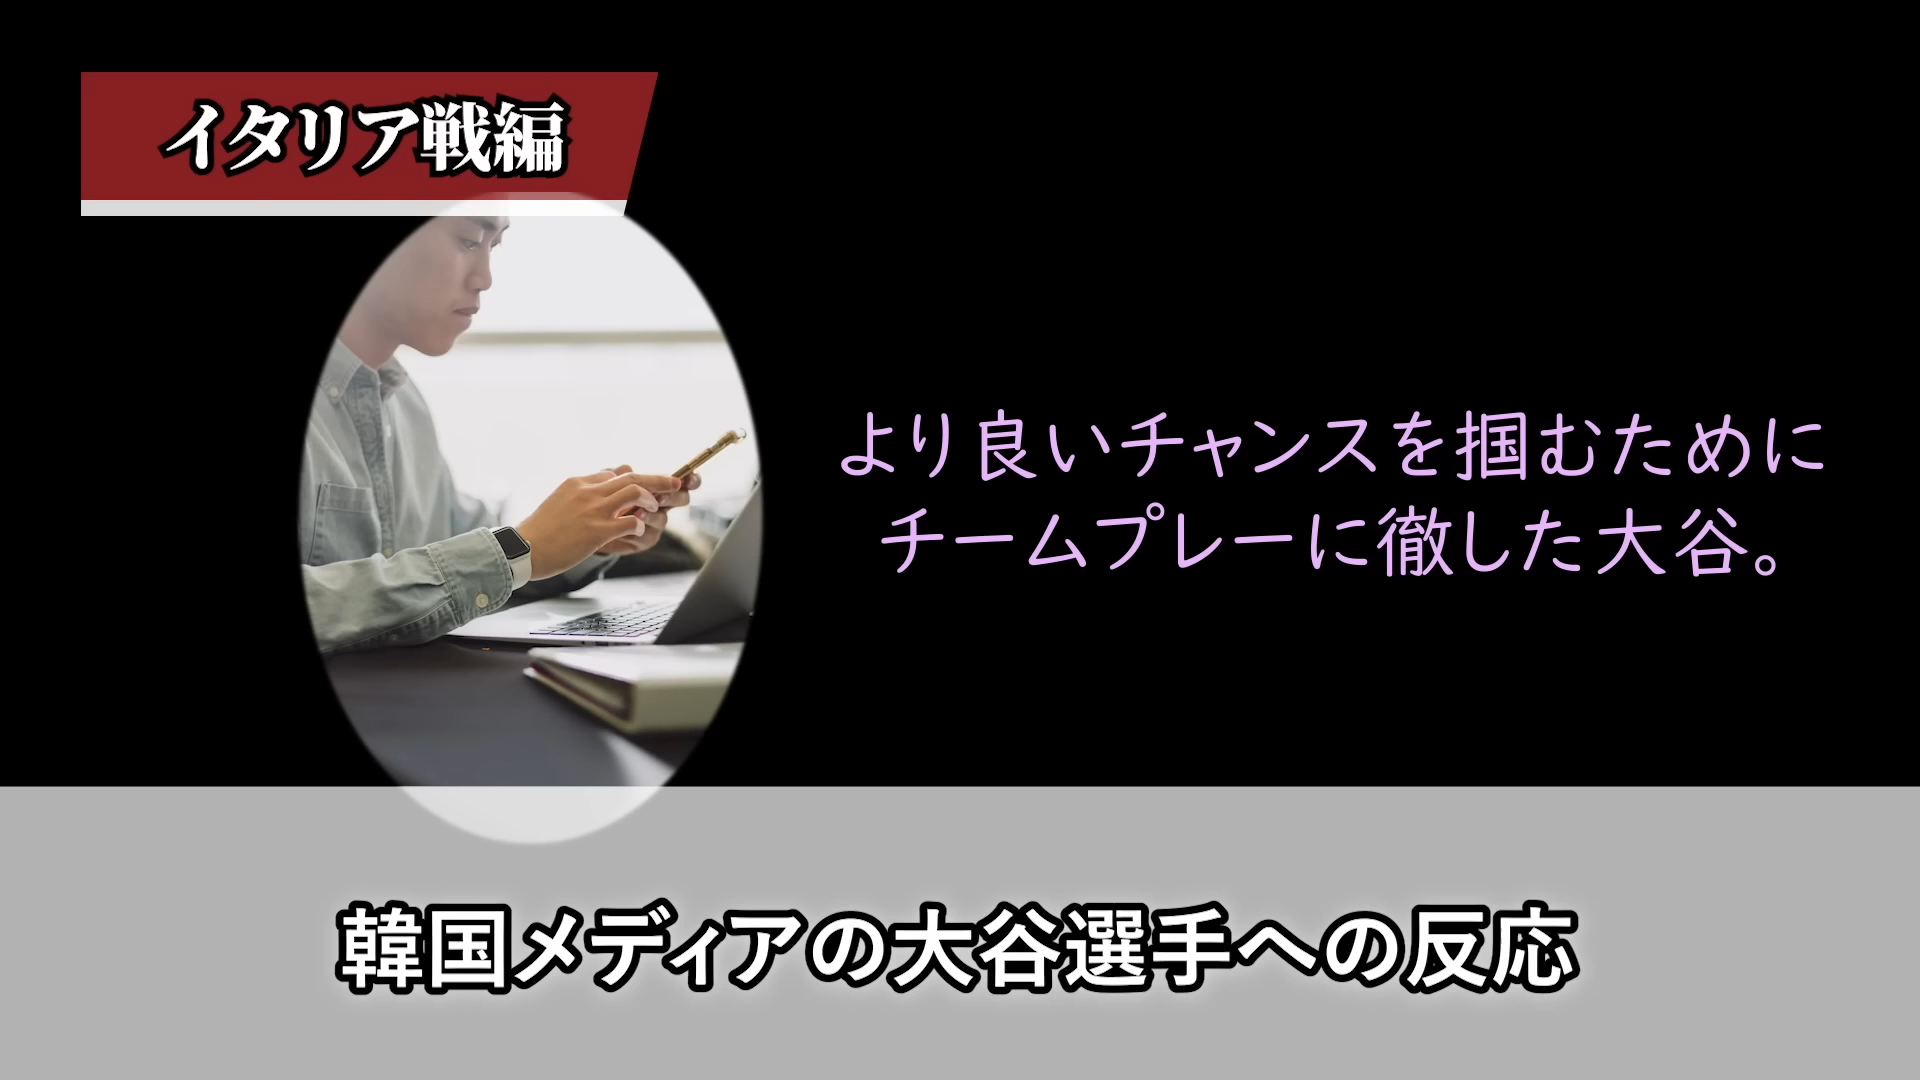 イタリア戦編
より良いチャンスを掴むために
チームプレーに徹した大谷。
韓国メディアの大谷選手への反応